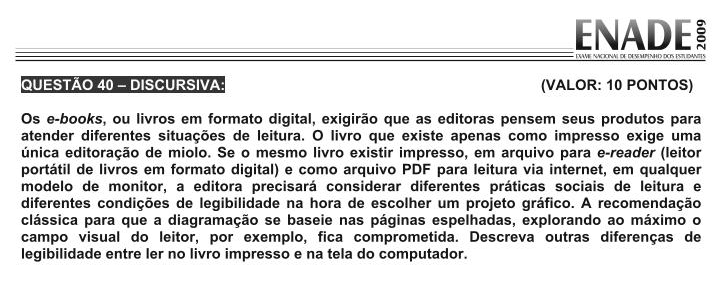 ENADE 2009
EXAME NACIONAL DE DESEMPENHO DOS ESTUDANTES
QUESTÃO 40 – DISCURSIVA: (VALOR: 10 PONTOS)
Os e-books, ou livros em formato digital, exigirão que as editoras pensem seus produtos para
atender diferentes situações de leitura. O livro que existe apenas como impresso exige uma
única editoração de miolo. Se o mesmo livro existir impresso, em arquivo para e-reader (leitor
portátil de livros em formato digital) e como arquivo PDF para leitura via internet, em qualquer
modelo de monitor, a editora precisará considerar diferentes práticas sociais de leitura e
diferentes condições de legibilidade na hora de escolher um projeto gráfico. A recomendação
clássica para que a diagramação se baseie nas páginas espelhadas, explorando ao máximo o
campo visual do leitor, por exemplo, fica comprometida. Descreva outras diferenças de
legibilidade entre ler no livro impresso e na tela do computador.